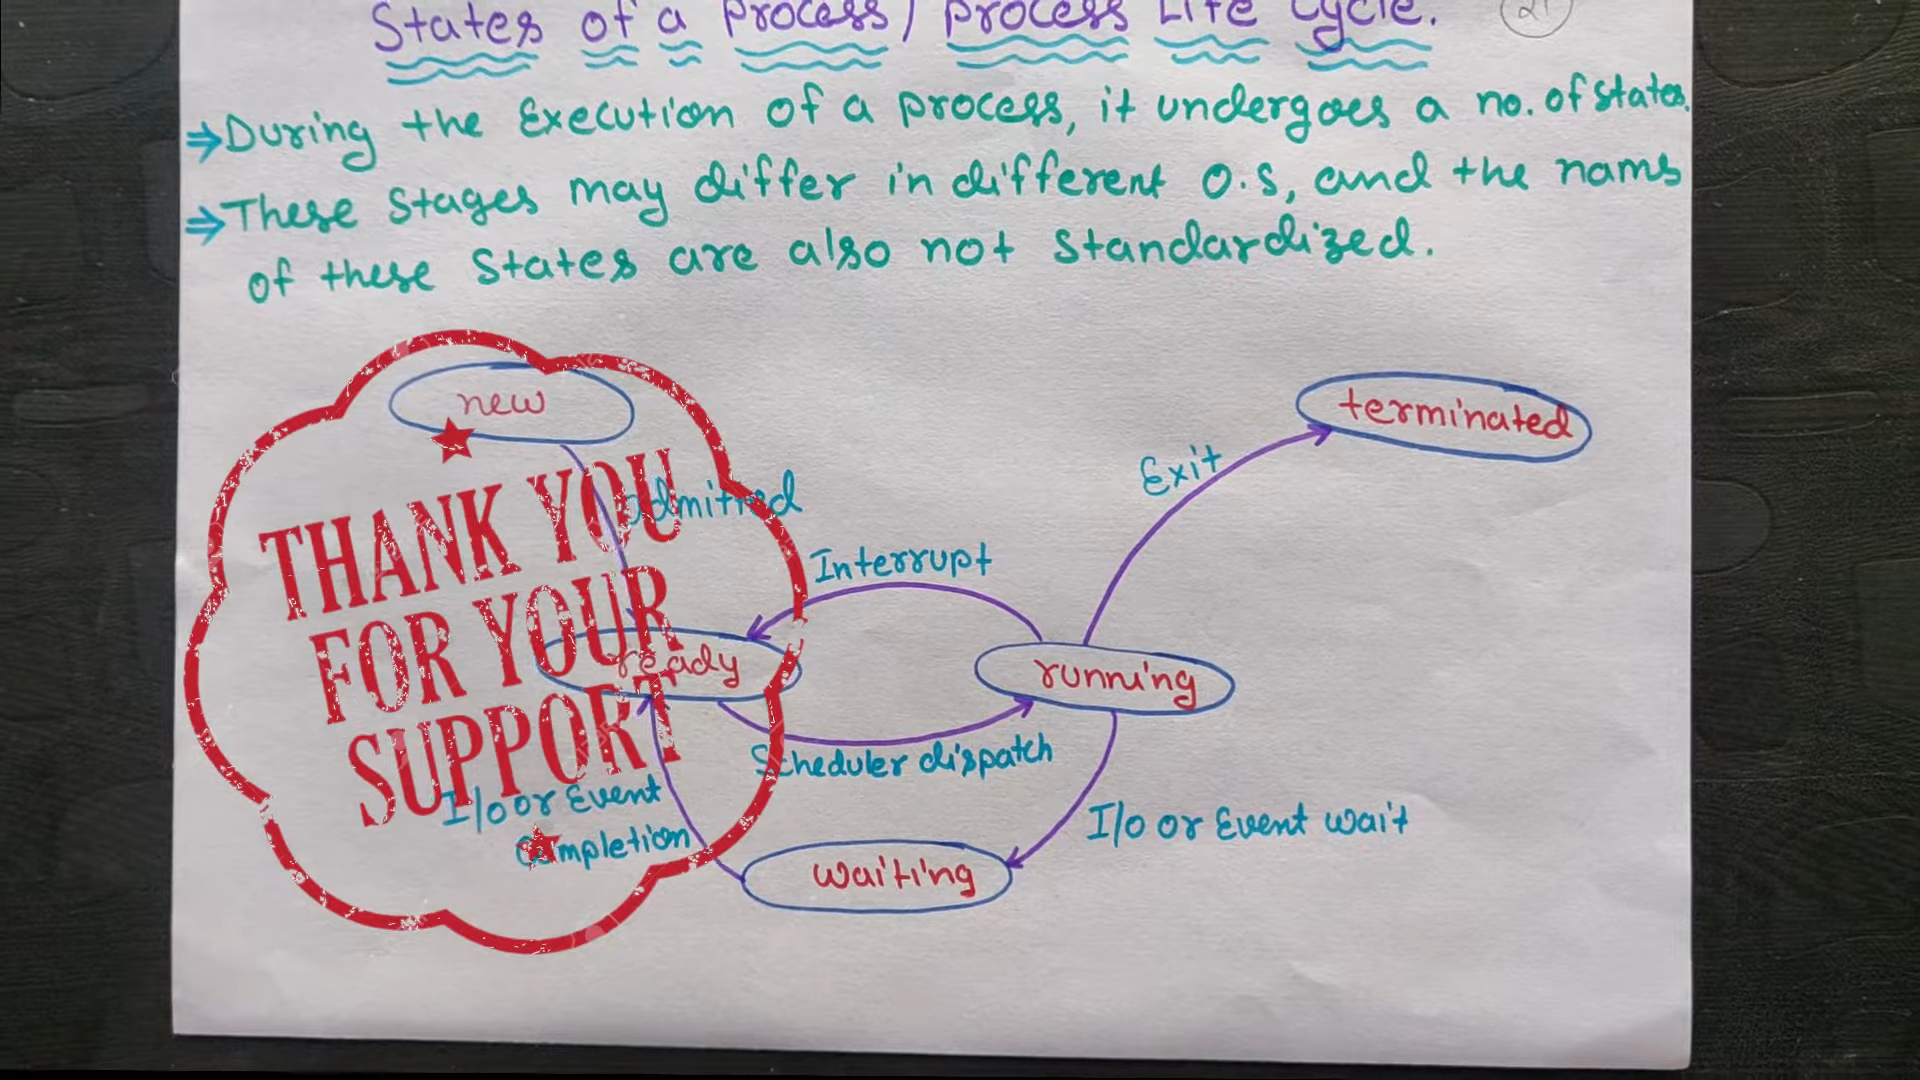 States of a Process/ Process Life Cycle.
21
⇒ During the Execution of a process, it undergoes a no. of states.
⇒ These Stages may differ in different O.S, and the nams
of these States are also not standardized.
new
terminated
Exit
admitted
Interrupt
ready
running
Scheduler dispatch
I/o or Event
Completion
I/o or Event wait
waiting
THANK YOU
FOR YOUR
SUPPORT